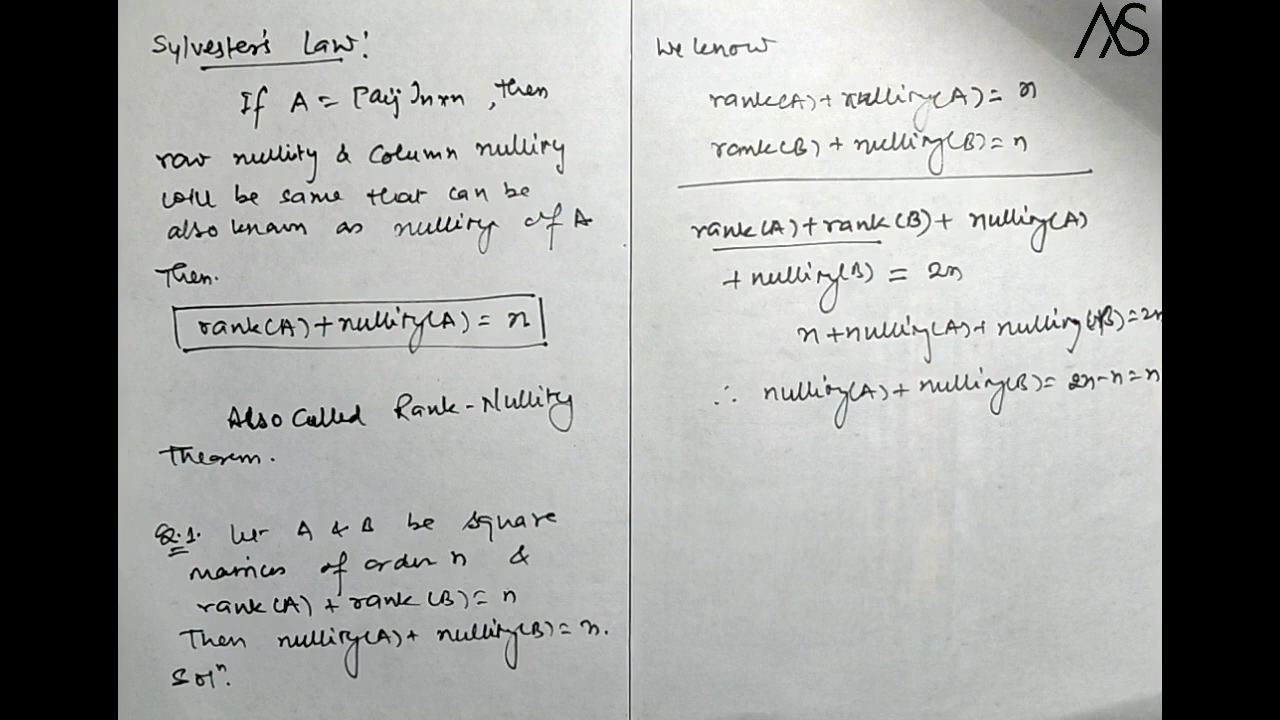 Sylvester's Law:
If A = [aij]nxn, then
row nullity & column nullity
will be same that can be
also known as nullity of A
Then.
rank(A)+nullity(A) = n
Also Called Rank-Nullity
Theorem.
Q.1. Let A & B be square
matrices of order n &
rank(A) + rank(B) = n
Then nullity(A)+ nullity(B)= n.
Solⁿ.
We know
rank(A)+ nullity(A)= n
rank(B)+ nullity(B)= n
rank(A)+rank(B)+ nullity(A)
+ nullity(B) = 2n
n+nullity(A)+ nullity(B)=2n
∴ nullity(A)+ nullity(B)= 2n-n=n
AS